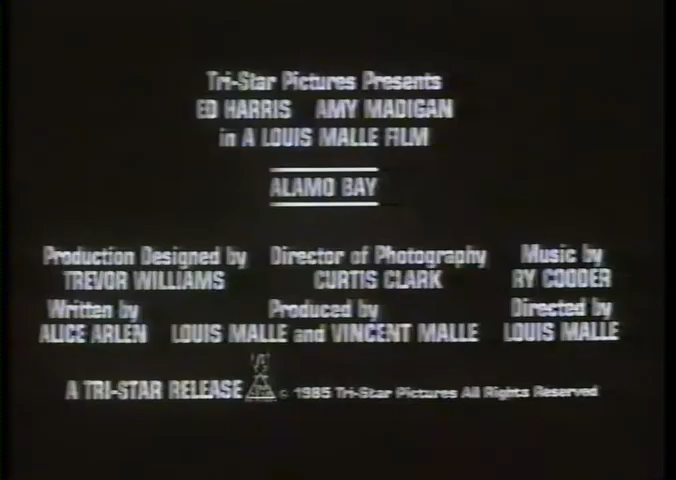 Tri-Star Pictures Presents
ED HARRIS AMY MADIGAN
in A LOUIS MALLE FILM
ALAMO BAY
Production Designed by
TREVOR WILLIAMS
Director of Photography
CURTIS CLARK
Music by
RY COODER
Written by
ALICE ARLEN
Produced by
LOUIS MALLE and VINCENT MALLE
Directed by
LOUIS MALLE
A TRI-STAR RELEASE
© 1985 Tri-Star Pictures All Rights Reserved